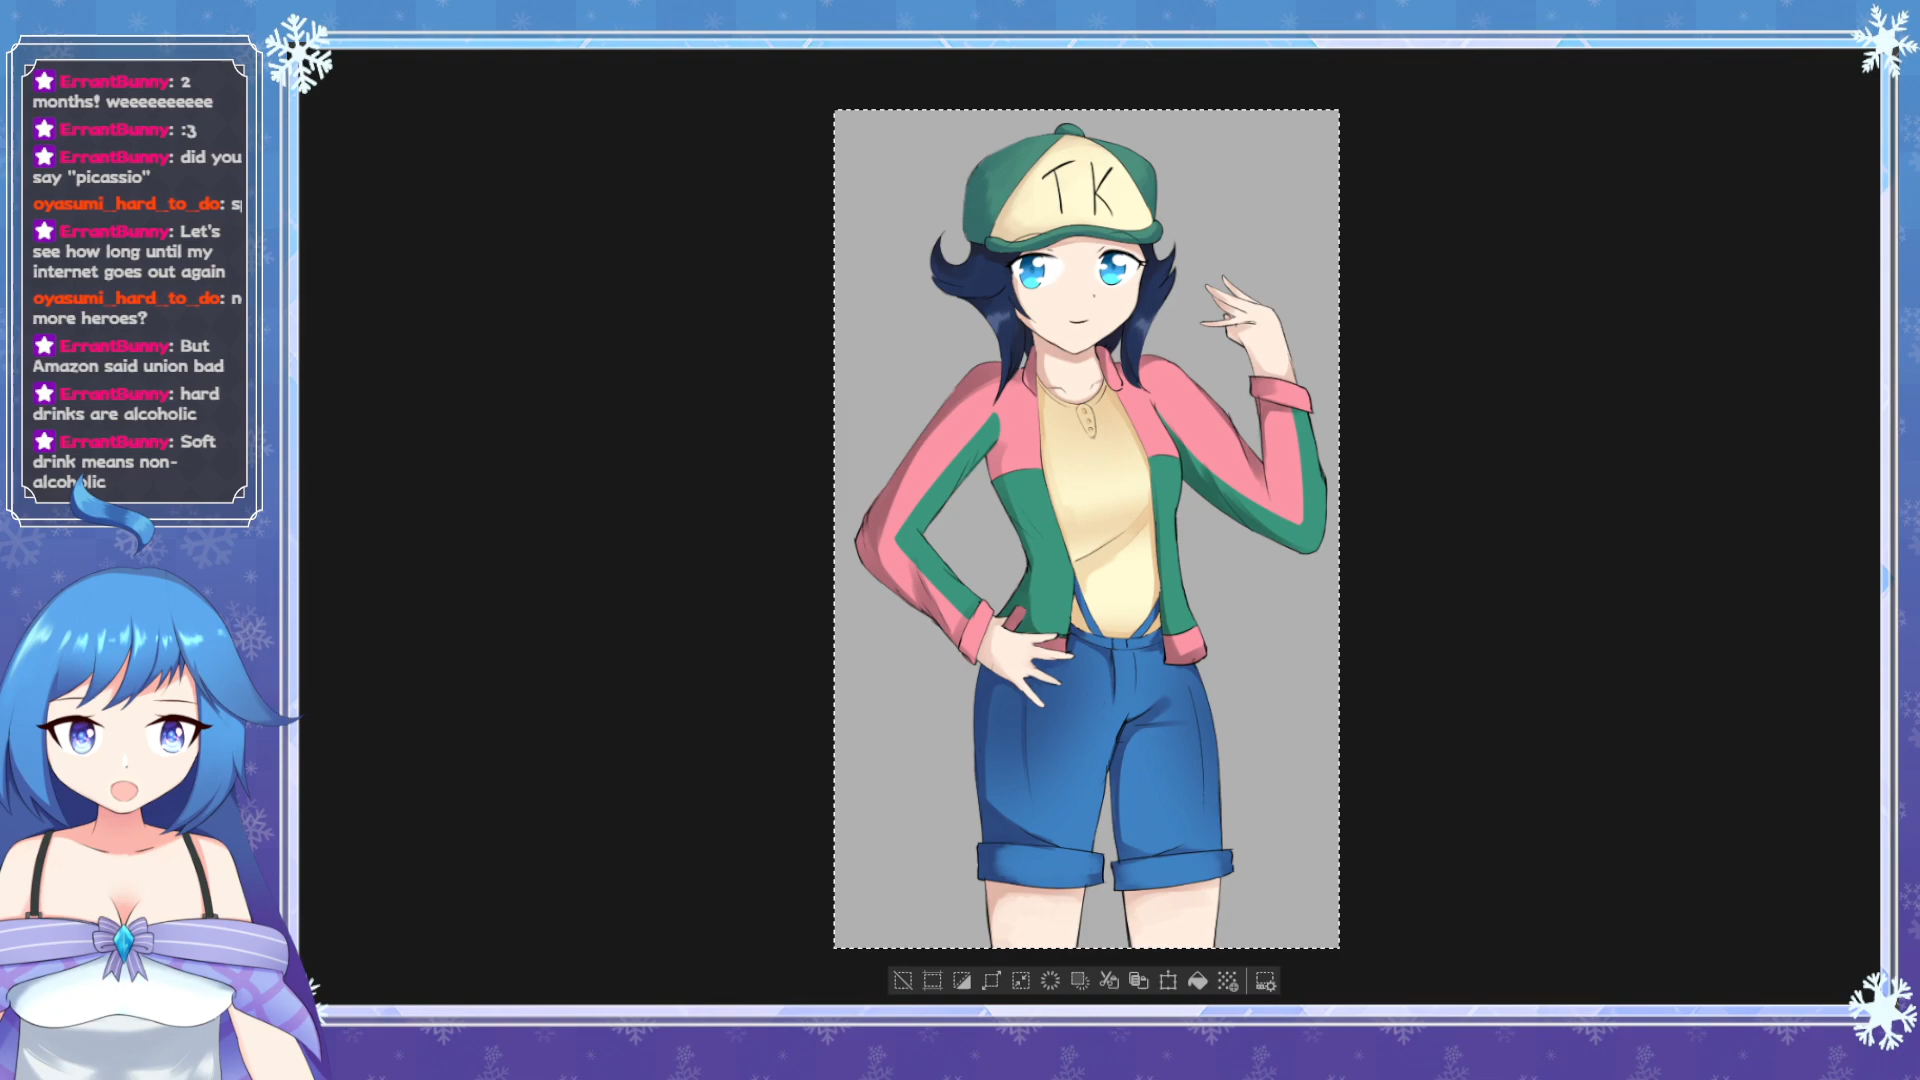 ErrantBunny: 2
months! weeeeeeeeee
ErrantBunny: :3
ErrantBunny: did you
say "picassio"
oyasumi_hard_to_do:
ErrantBunny: Let's
see how long until my
internet goes out again
oyasumi_hard_to_do: n
more heroes?
ErrantBunny: But
Amazon said union bad
ErrantBunny: hard
drinks are alcoholic
ErrantBunny: Soft
drink means non-
alcoholic
TK